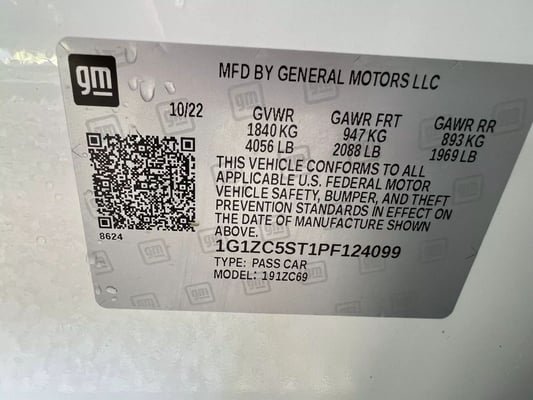 gm
MFD BY GENERAL MOTORS LLC
10/22 GVWR GAWR FRT GAWR RR
1840 KG 947 KG 893 KG
4056 LB 2088 LB 1969 LB
THIS VEHICLE CONFORMS TO ALL
APPLICABLE U.S. FEDERAL MOTOR
VEHICLE SAFETY, BUMPER, AND THEFT
PREVENTION STANDARDS IN EFFECT ON
THE DATE OF MANUFACTURE SHOWN
ABOVE.
8624
1G1ZC5ST1PF124099
TYPE: PASS CAR
MODEL: 191ZC69